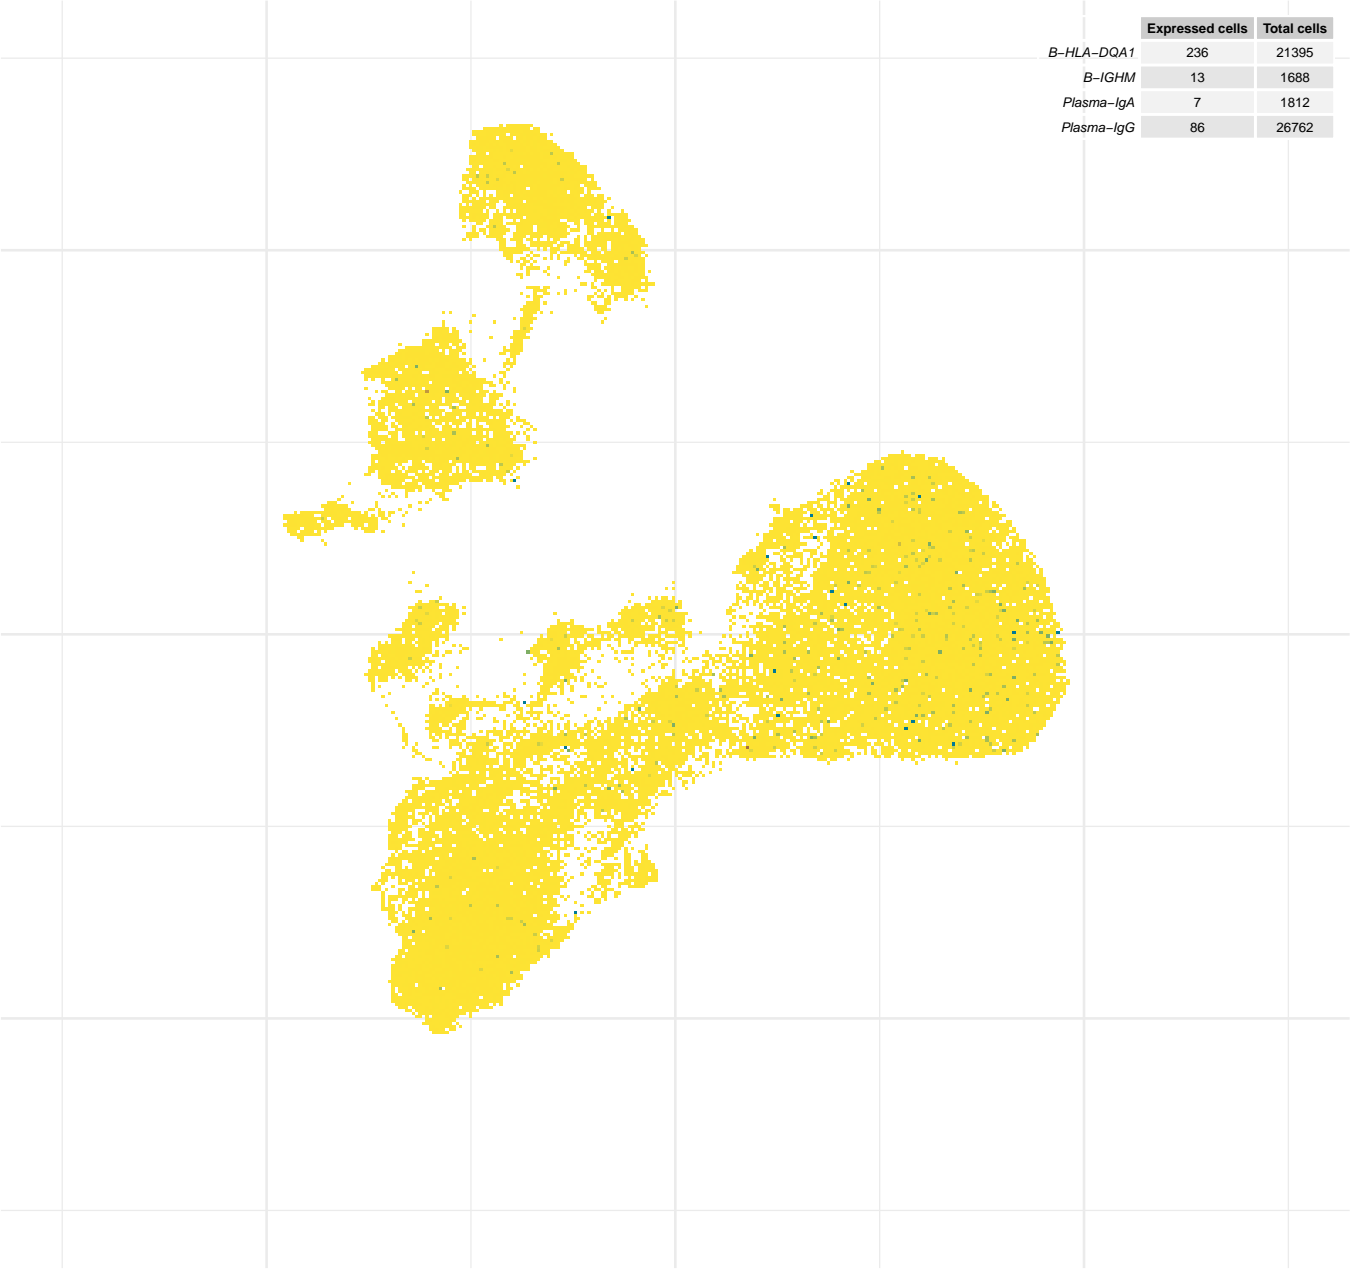 Expressed cells Total cells
B−HLA−DQA1 236 21395
B−IGHM 13 1688
Plasma−IgA 7 1812
Plasma−IgG 86 26762